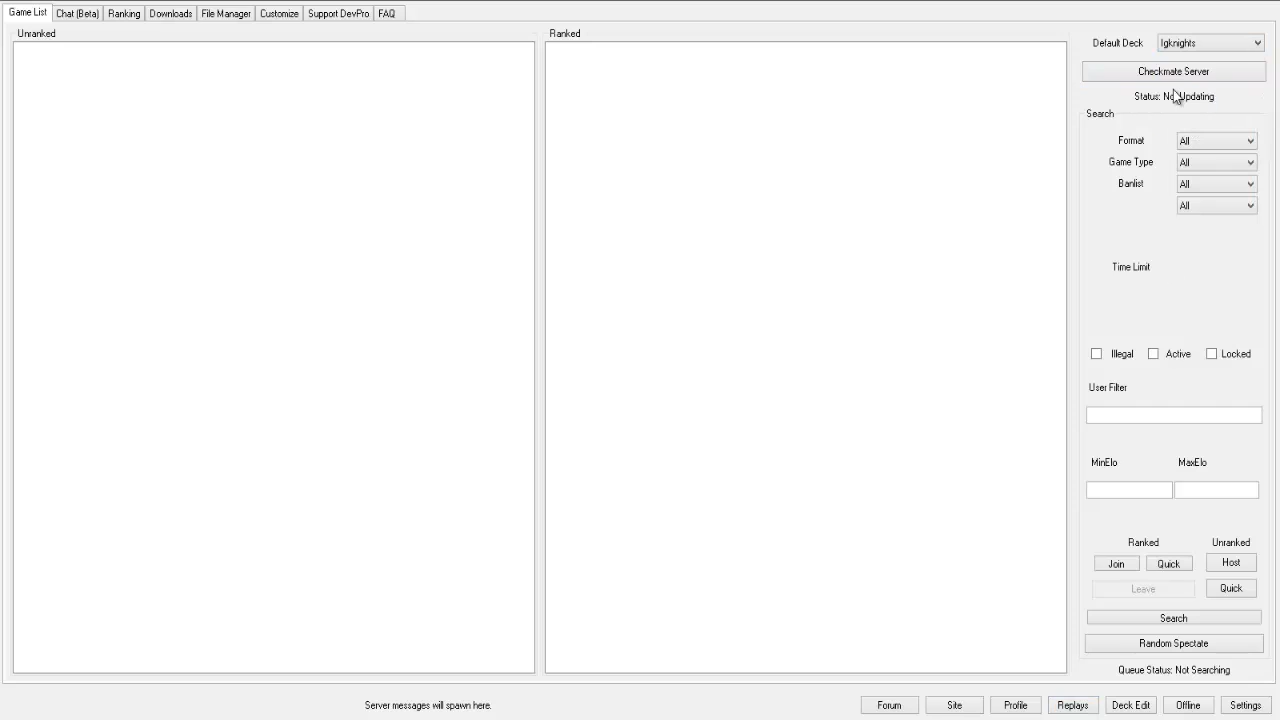 Game List Chat (Beta) Ranking Downloads File Manager Customize Support DevPro FAQ
Unranked
Ranked
Default Deck Igknights
Checkmate Server
Status: Updating
Search
Format All
Game Type All
Banlist All
All
Time Limit
Illegal Active Locked
User Filter
MinElo MaxElo
Ranked Unranked
Join Quick Host
Leave Quick
Search
Random Spectate
Queue Status: Not Searching
Server messages will spawn here.
Forum Site Profile Replays Deck Edit Offline Settings